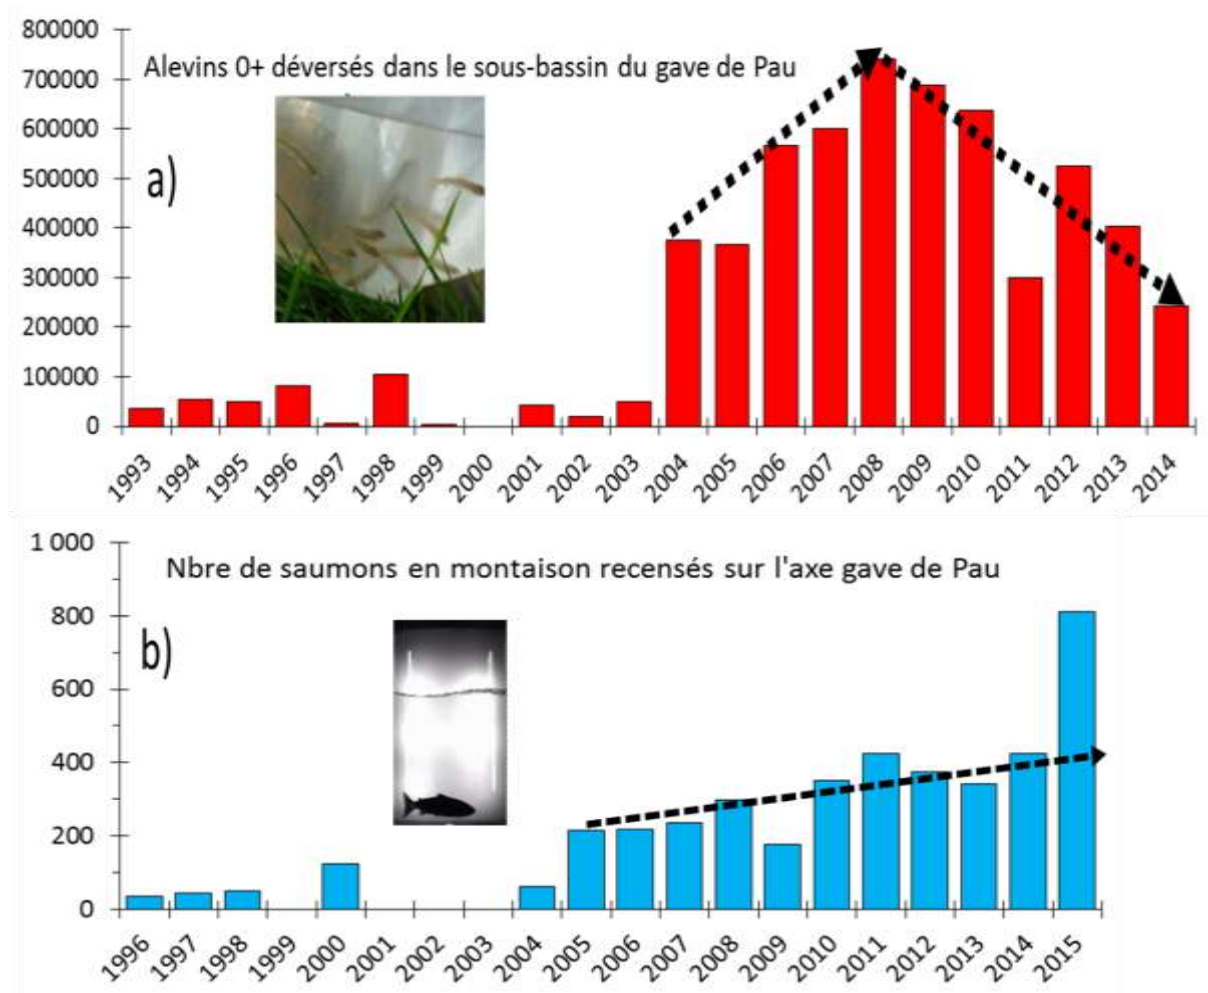 800000
Alevins 0+ déversés dans le sous-bassin du gave de Pau
700000
600000
500000
a)
400000
300000
200000
100000
0
1993 1994 1995 1996 1997 1998 1999 2000 2001 2002 2003 2004 2005 2006 2007 2008 2009 2010 2011 2012 2013 2014
1 000
Nbre de saumons en montaison recensés sur l'axe gave de Pau
800
b)
600
400
200
0
1996 1997 1998 1999 2000 2001 2002 2003 2004 2005 2006 2007 2008 2009 2010 2011 2012 2013 2014 2015